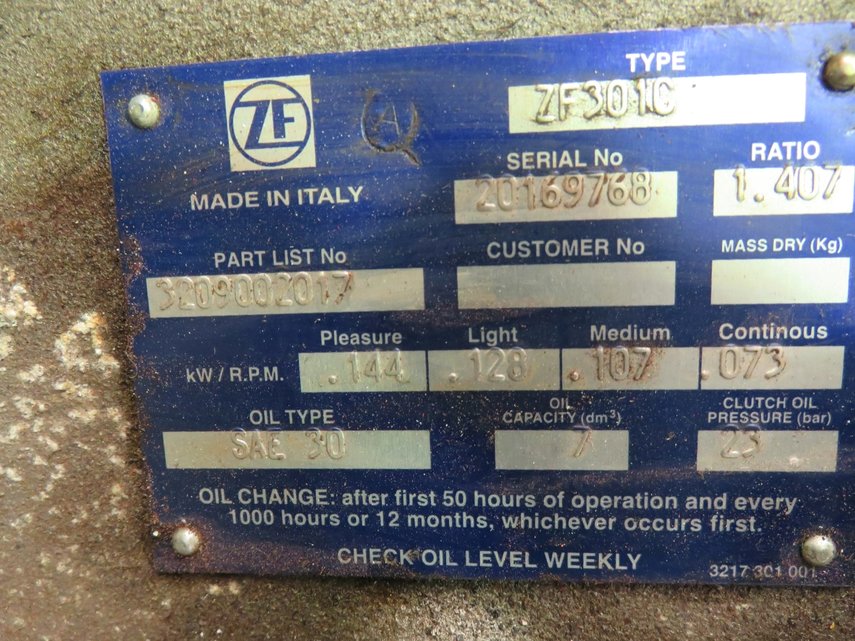 TYPE
ZF
A
ZF301C
SERIAL No
RATIO
MADE IN ITALY
20169768
1.407
PART LIST No
CUSTOMER No
MASS DRY (Kg)
3209002017
Pleasure
Light
Medium
Continous
kW / R.P.M.
.144
.128
.107
.073
OIL TYPE
OIL
CAPACITY (dm³)
CLUTCH OIL
PRESSURE (bar)
SAE 30
7
23
OIL CHANGE: after first 50 hours of operation and every
1000 hours or 12 months, whichever occurs first.
CHECK OIL LEVEL WEEKLY
3217 301 001